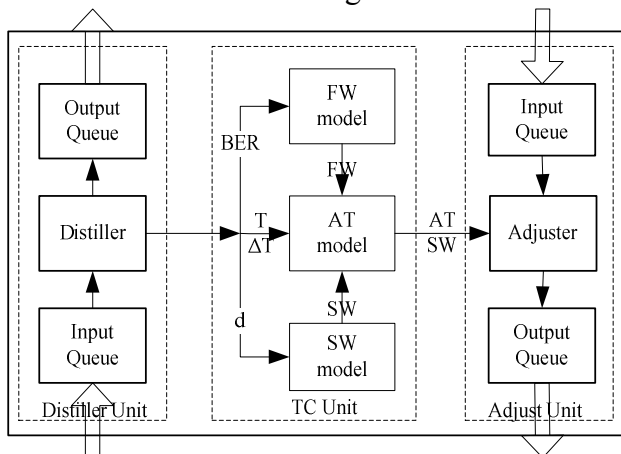 Output
Queue
Distiller
Input
Queue
Distiller Unit
BER
T
ΔT
d
FW
model
FW
AT
model
SW
SW
model
TC Unit
AT
SW
Input
Queue
Adjuster
Output
Queue
Adjust Unit